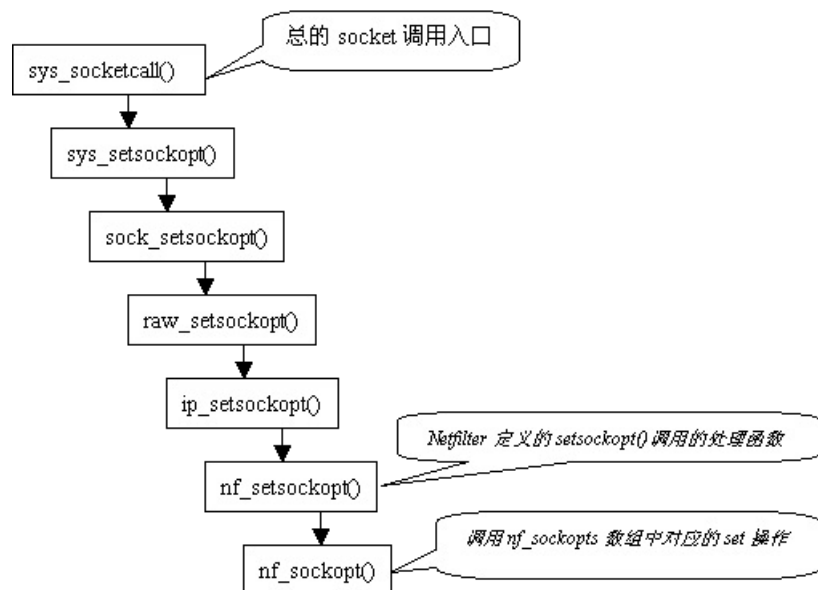 总的 socket 调用入口
sys_socketcall()
sys_setsockopt()
sock_setsockopt()
raw_setsockopt()
ip_setsockopt()
Netfilter 定义的 setsockopt() 调用的处理函数
nf_setsockopt()
调用 nf_sockopts 数组中对应的 set 操作
nf_sockopt()